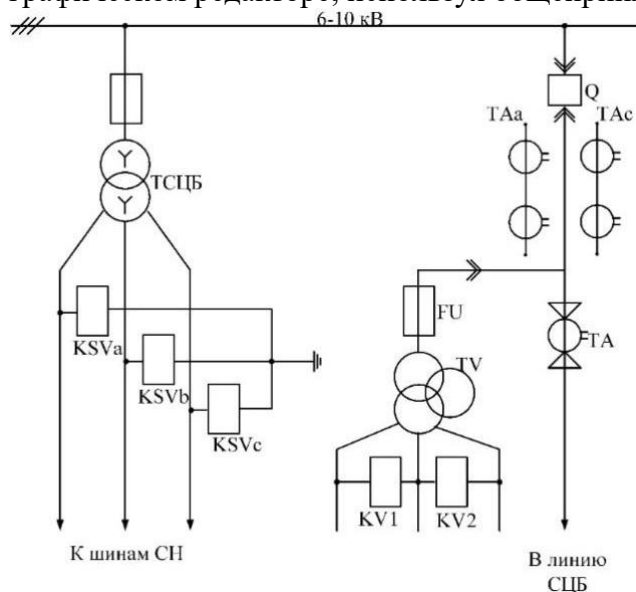 6-10 кВ
Q
TAa
TAc
ТСЦБ
FU
TA
KSVa
TV
KSVb
KSVc
KV1
KV2
К шинам СН
В линию
СЦБ